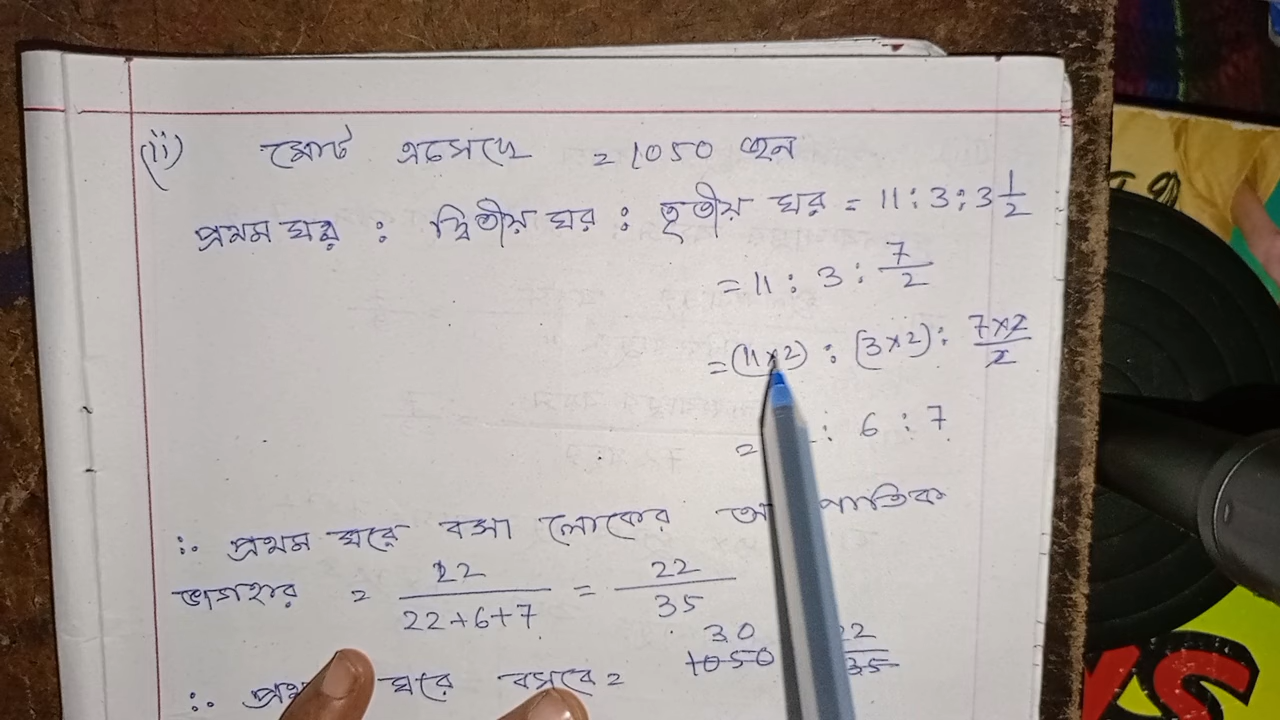 (ii) মোট এসেছে = 1050 জন
প্রথম ঘর : দ্বিতীয় ঘর : তৃতীয় ঘর = 11 : 3 : 3 1/2
= 11 : 3 : 7/2
= (11×2) : (3×2) : 7×2/2
= : 6 : 7
∴ প্রথম ঘরে বসা লোকের
ভাগহার = 22/22+6+7 = 22/35
∴ ঘরে বসবে = 1050 30 35